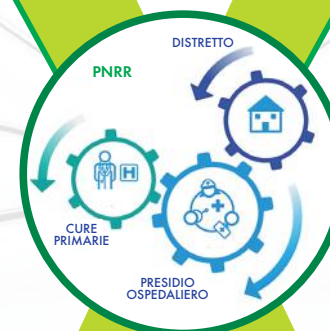 DISTRETTO
PNRR
H
CURE
PRIMARIE
PRESIDIO
OSPEDALIERO